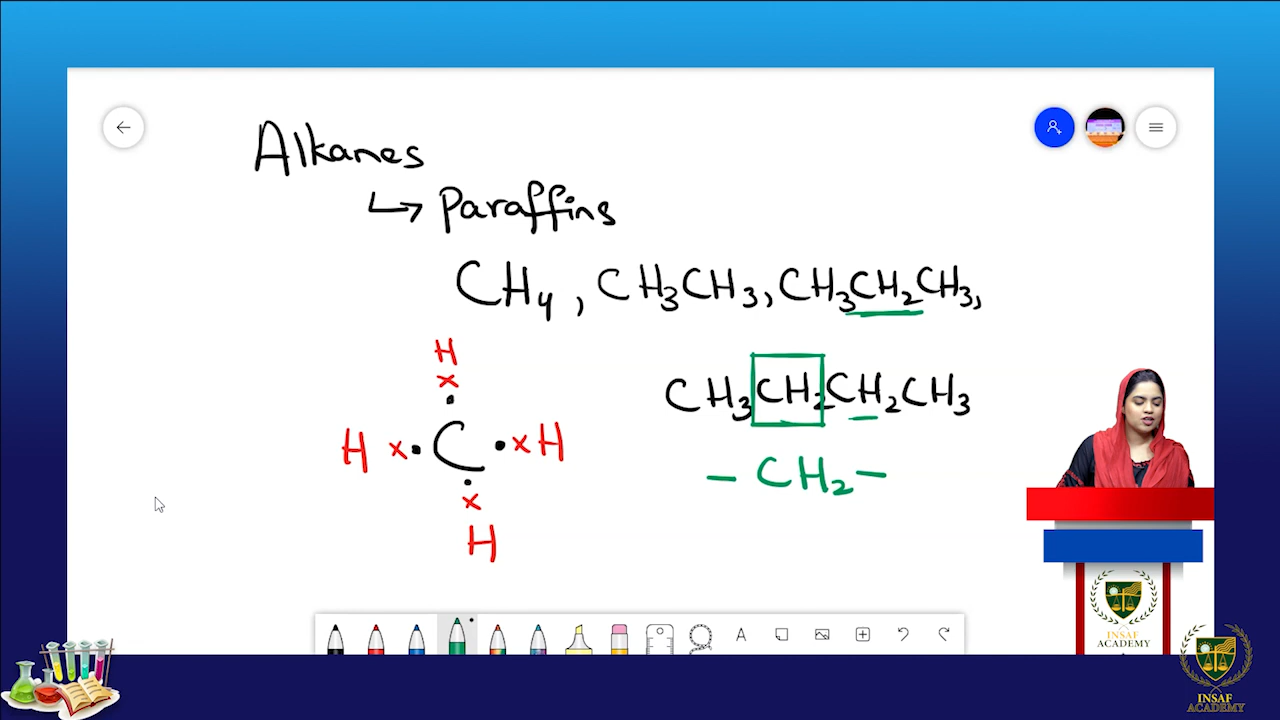 Alkanes
↳ Paraffins
CH4, CH3CH3, CH3CH2CH3,
CH3CH2CH2CH3
- CH2 -
H
x
H x C x H
x
H
A
INSAF
ACADEMY
INSAF
ACADEMY